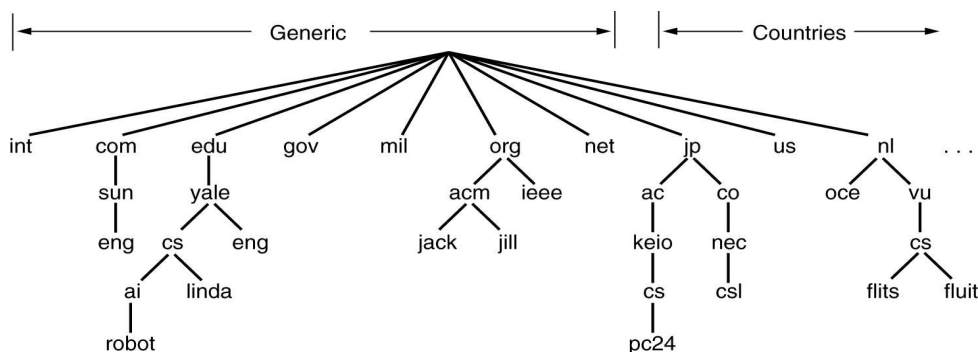 Generic Countries
int com edu gov mil org net jp us nl . . .
sun yale acm ieee ac co oce vu
eng cs eng jack jill keio nec cs
ai linda cs csl flits fluit
robot pc24